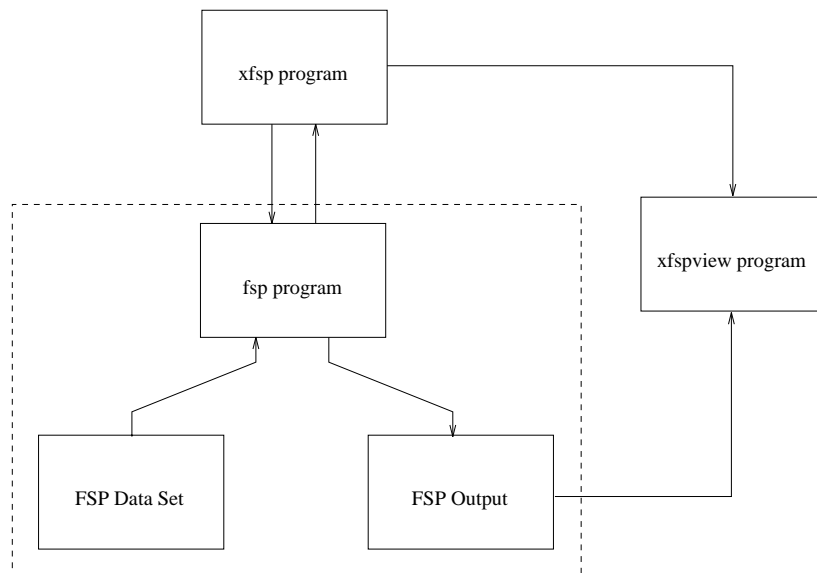 xfsp program
fsp program
xfspview program
FSP Data Set
FSP Output